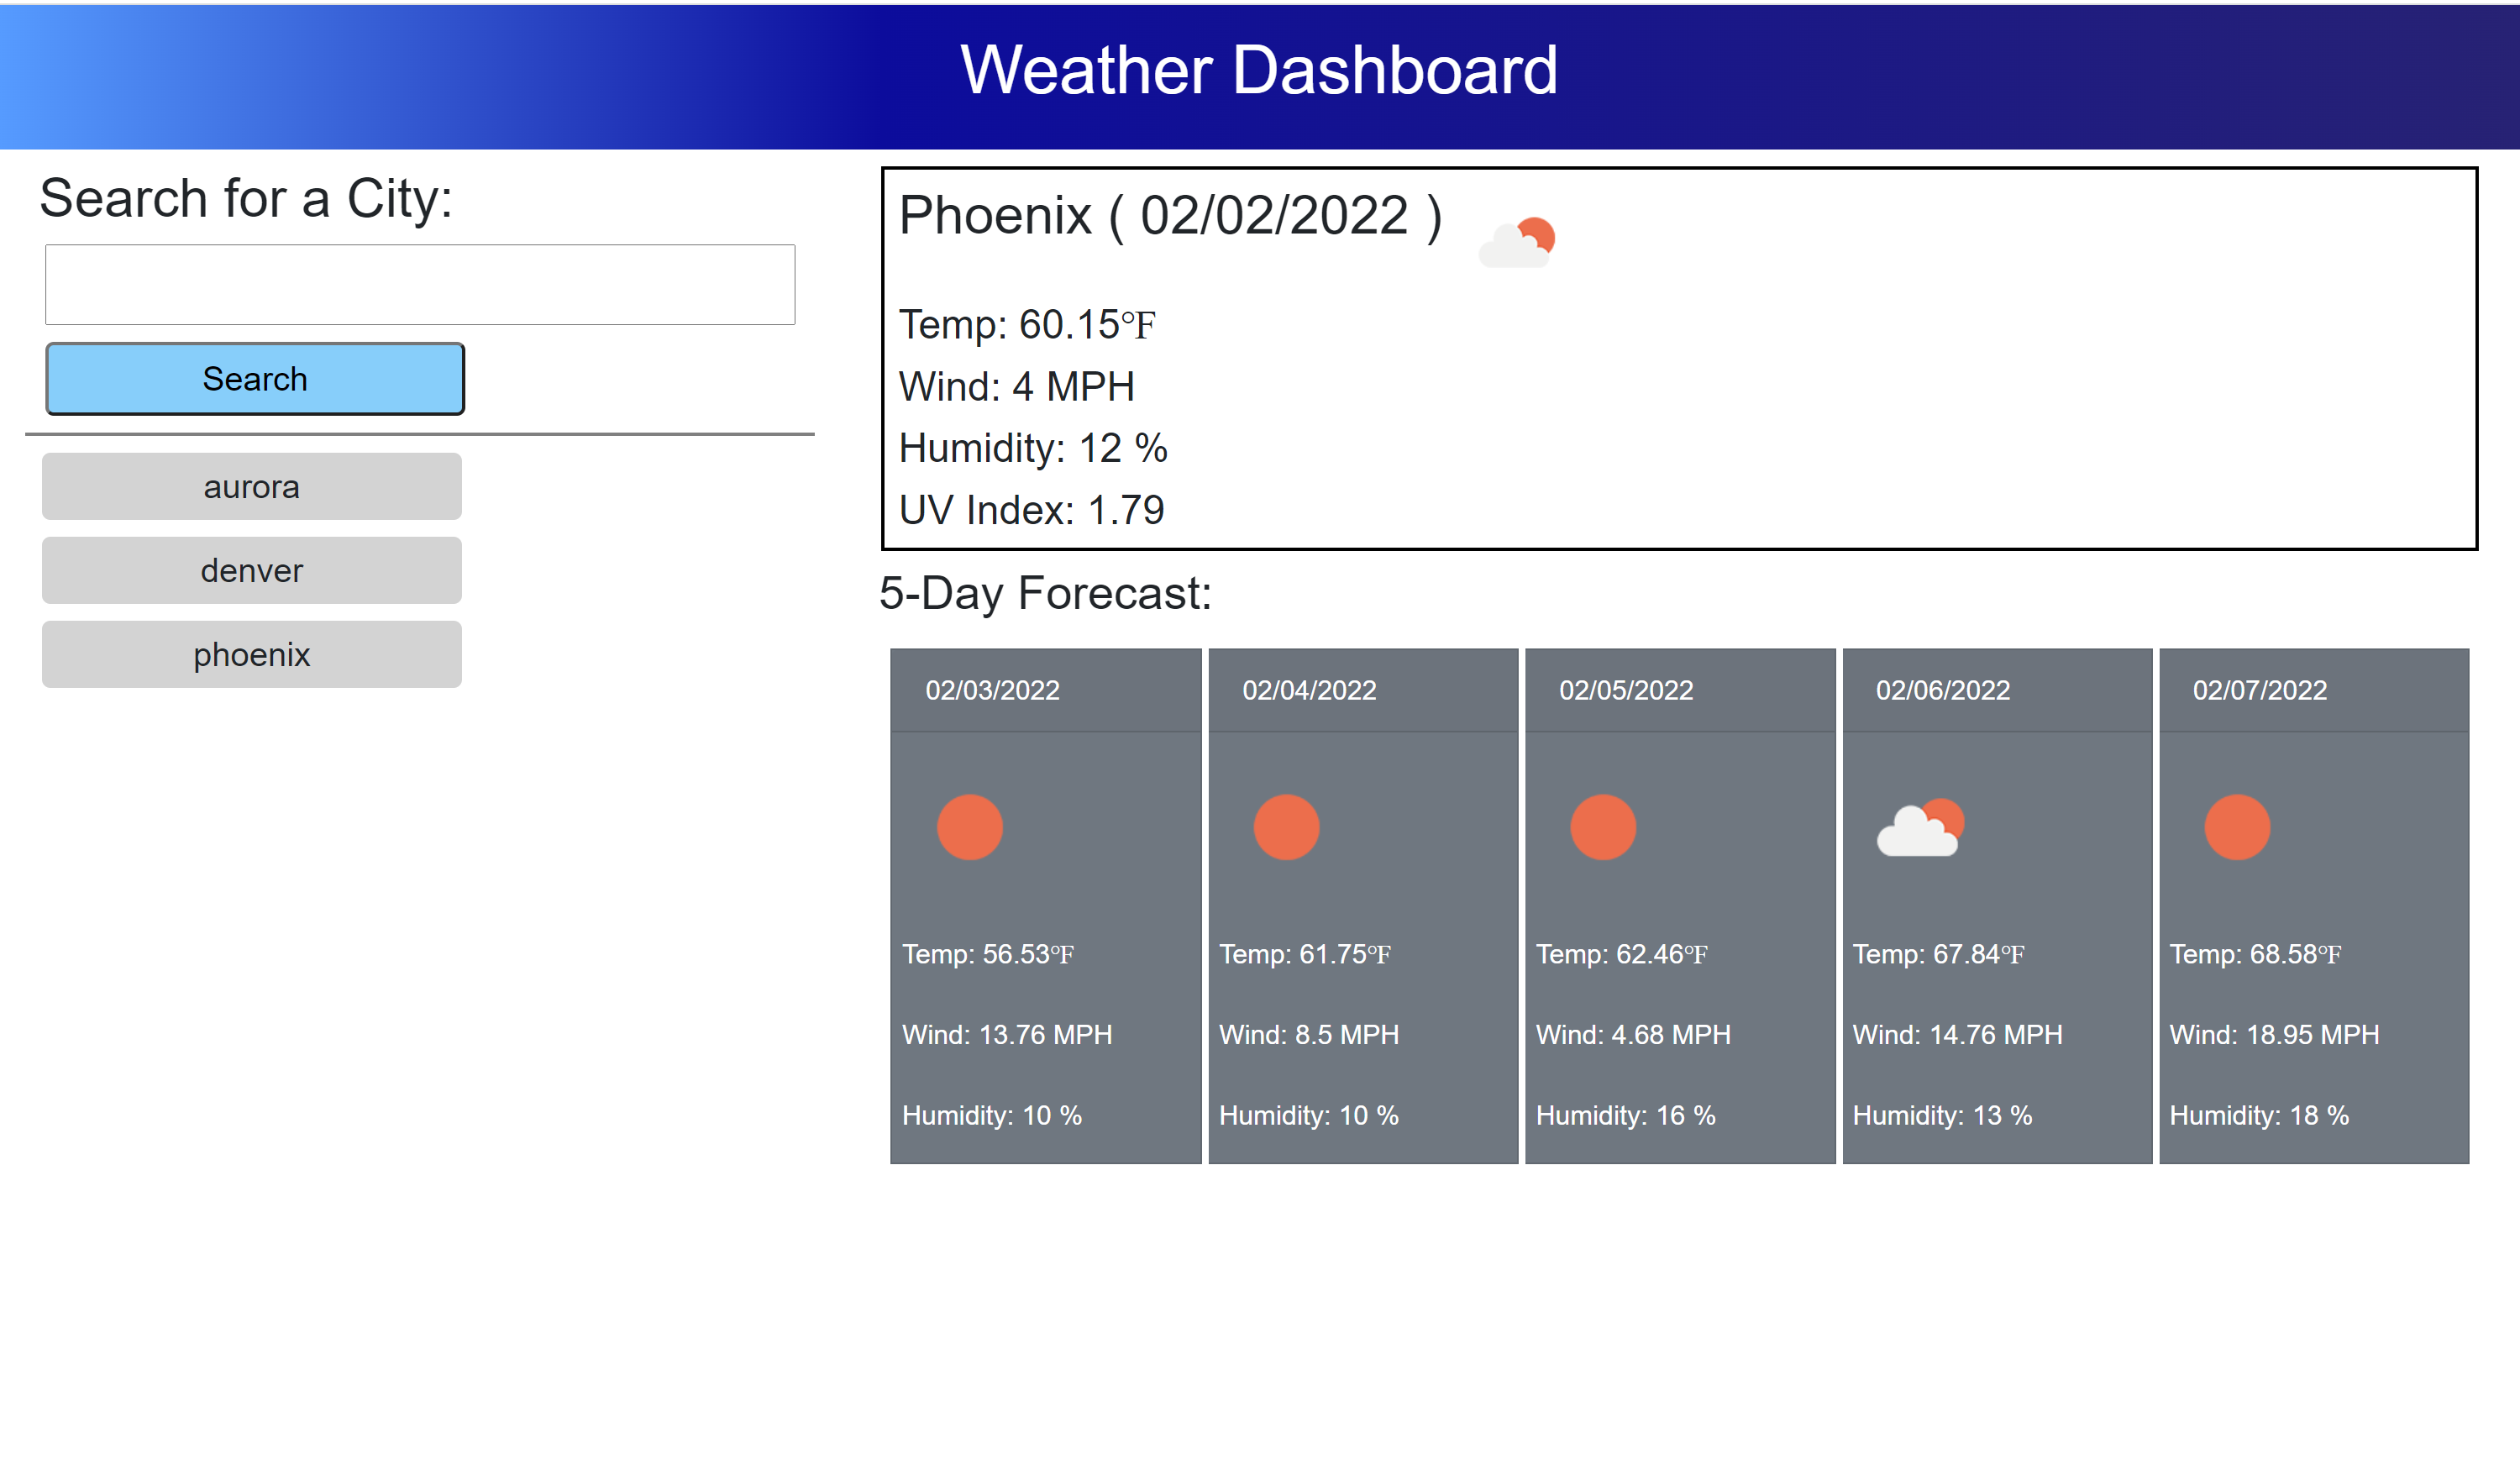 Weather Dashboard
Search for a City:
Search
aurora
denver
phoenix
Phoenix ( 02/02/2022 )
Temp: 60.15℉
Wind: 4 MPH
Humidity: 12 %
UV Index: 1.79
5-Day Forecast:
02/03/2022
Temp: 56.53℉
Wind: 13.76 MPH
Humidity: 10 %
02/04/2022
Temp: 61.75℉
Wind: 8.5 MPH
Humidity: 10 %
02/05/2022
Temp: 62.46℉
Wind: 4.68 MPH
Humidity: 16 %
02/06/2022
Temp: 67.84℉
Wind: 14.76 MPH
Humidity: 13 %
02/07/2022
Temp: 68.58℉
Wind: 18.95 MPH
Humidity: 18 %